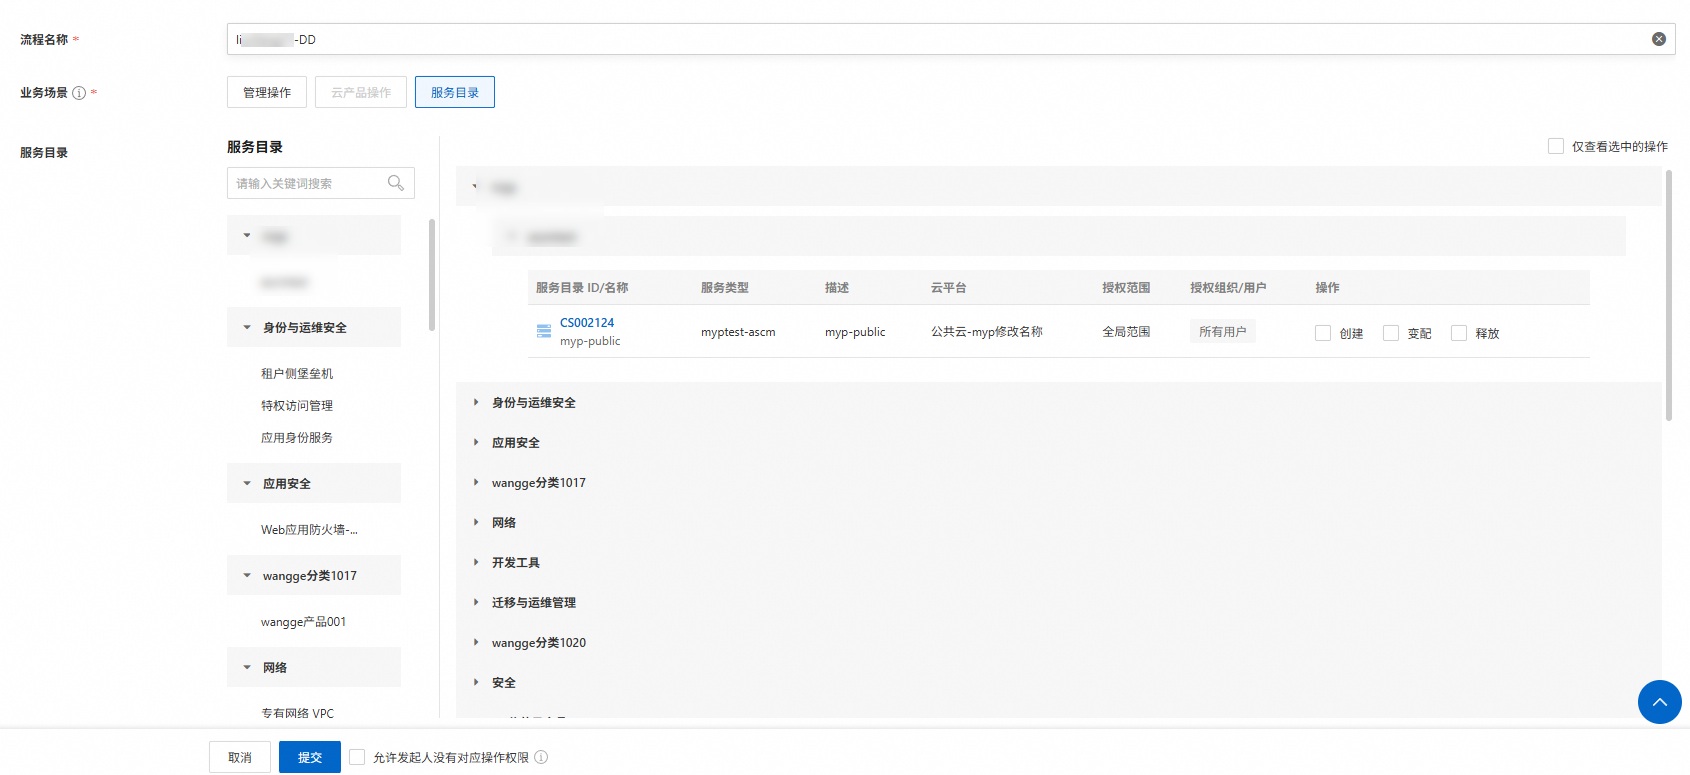 流程名称 *
li -DD
业务场景 *
管理操作 云产品操作 服务目录
服务目录
服务目录
请输入关键词搜索
身份与运维安全
租户侧堡垒机
特权访问管理
应用身份服务
应用安全
Web应用防火墙-...
wangge分类1017
wangge产品001
网络
专有网络 VPC
仅查看选中的操作
服务目录 ID/名称 服务类型 描述 云平台 授权范围 授权组织/用户 操作
CS002124
myp-public myptest-ascm myp-public 公共云-myp修改名称 全局范围 所有用户 创建 变配 释放
身份与运维安全
应用安全
wangge分类1017
网络
开发工具
迁移与运维管理
wangge分类1020
安全
取消 提交 允许发起人没有对应操作权限